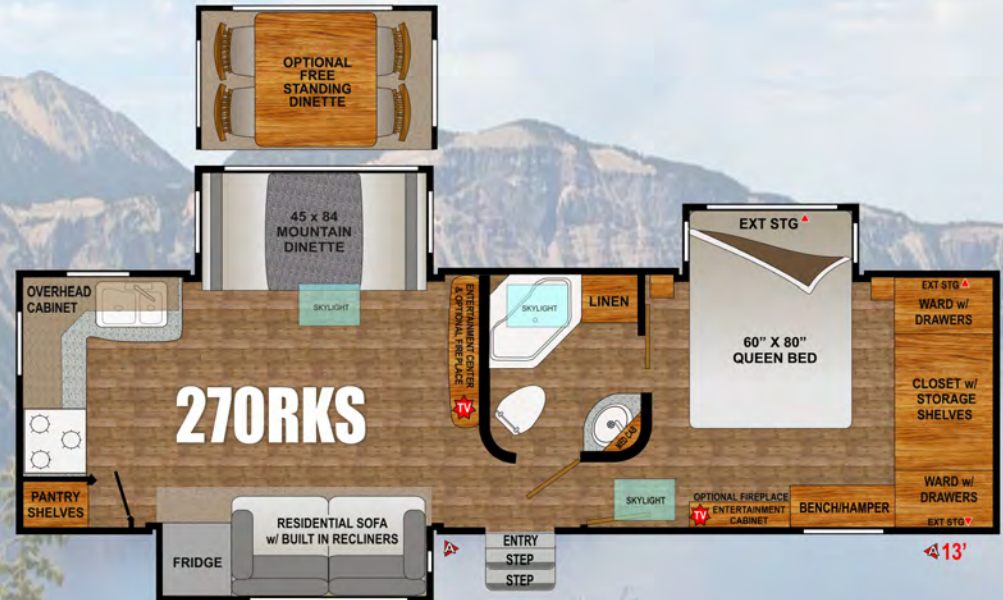 OPTIONAL
FREE
STANDING
DINETTE
45 x 84
MOUNTAIN
DINETTE
EXT STG
OVERHEAD
CABINET
SKYLIGHT
ENTERTAINMENT CENTER
& OPTIONAL FIREPLACE
TV
SKYLIGHT
LINEN
60" X 80"
QUEEN BED
EXT STG
WARD w/
DRAWERS
CLOSET w/
STORAGE
SHELVES
270RKS
MED CAB
PANTRY
SHELVES
SKYLIGHT
OPTIONAL FIREPLACE
ENTERTAINMENT
CABINET
TV
BENCH/HAMPER
WARD w/
DRAWERS
EXT STG
RESIDENTIAL SOFA
w/ BUILT IN RECLINERS
FRIDGE
ENTRY
STEP
STEP
A
A 13'